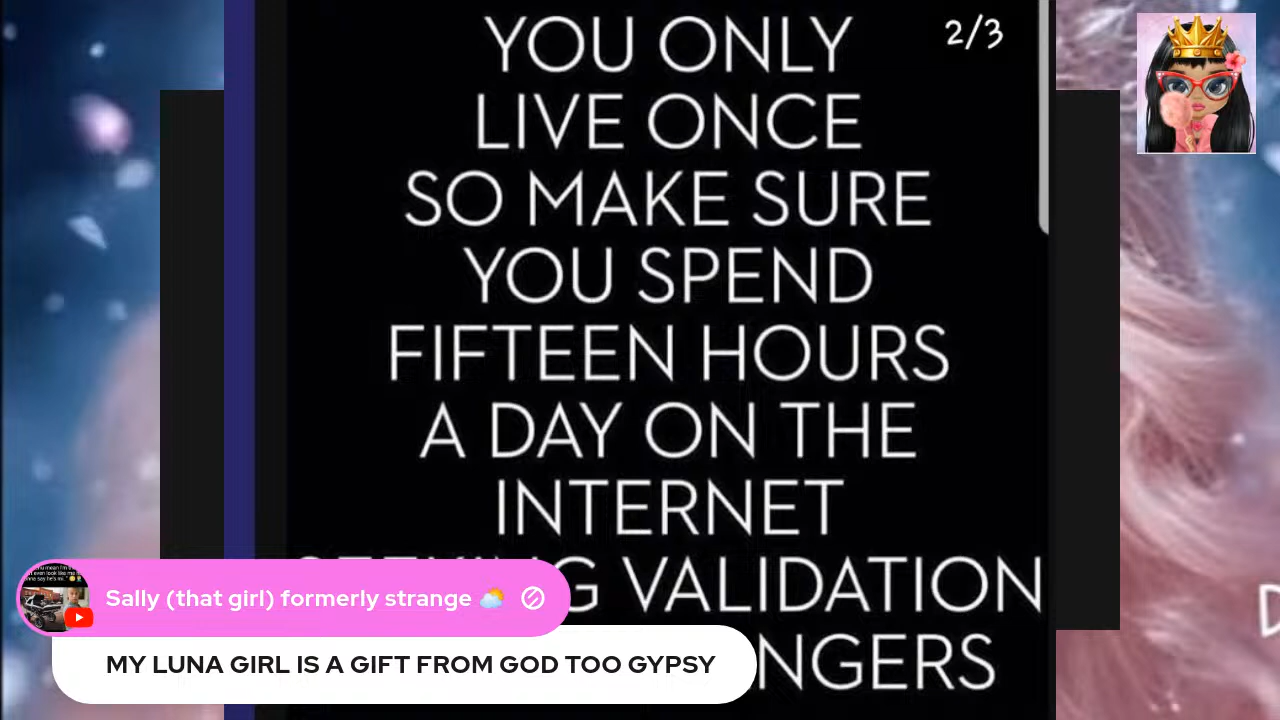 YOU ONLY
2/3
LIVE ONCE
SO MAKE SURE
YOU SPEND
FIFTEEN HOURS
A DAY ON THE
INTERNET
VALIDATION
Sally (that girl) formerly strange
MY LUNA GIRL IS A GIFT FROM GOD TOO GYPSY